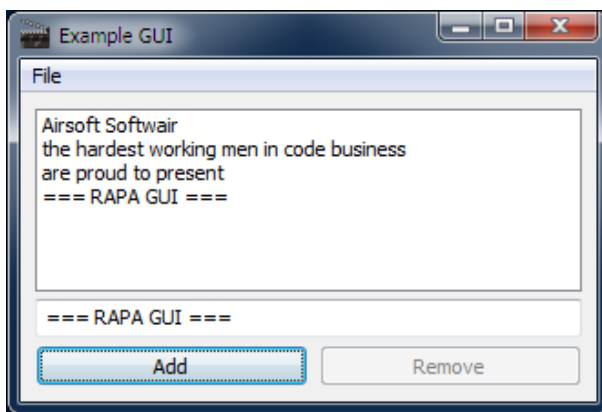 Example GUI
File
Airsoft Softwair
the hardest working men in code business
are proud to present
=== RAPA GUI ===
=== RAPA GUI ===
Add
Remove